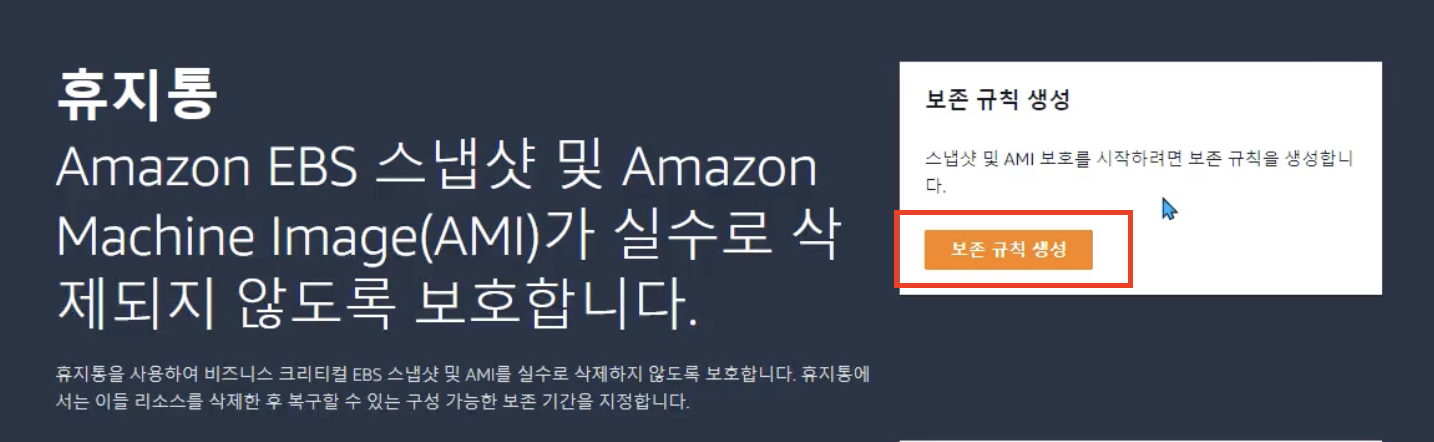 휴지통
Amazon EBS 스냅샷 및 Amazon
Machine Image(AMI)가 실수로 삭
제되지 않도록 보호합니다.
휴지통을 사용하여 비즈니스 크리티컬 EBS 스냅샷 및 AMI를 실수로 삭제하지 않도록 보호합니다. 휴지통에
서는 이들 리소스를 삭제한 후 복구할 수 있는 구성 가능한 보존 기간을 지정합니다.
보존 규칙 생성
스냅샷 및 AMI 보호를 시작하려면 보존 규칙을 생성합니
다.
보존 규칙 생성